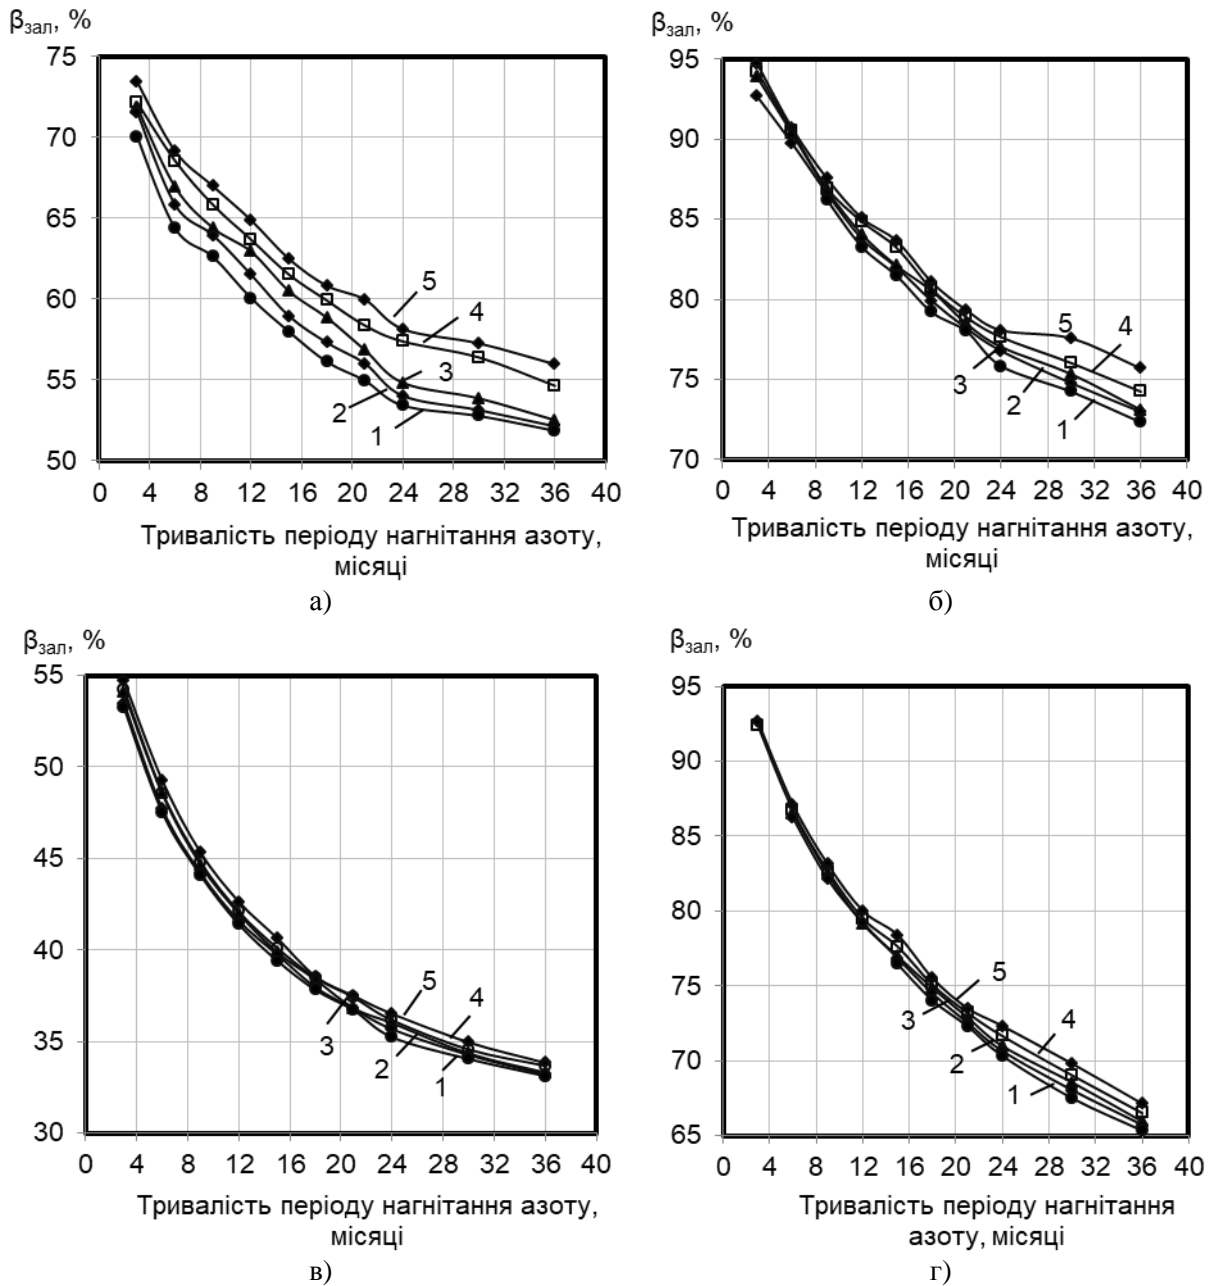 βзал, %
75
70
65
60
55
50
5
4
3
2
1
0 4 8 12 16 20 24 28 32 36 40
Тривалість періоду нагнітання азоту,
місяці
а)
βзал, %
95
90
85
80
75
70
5
4
3
2
1
0 4 8 12 16 20 24 28 32 36 40
Тривалість періоду нагнітання азоту,
місяці
б)
βзал, %
55
50
45
40
35
30
5
4
3
2
1
0 4 8 12 16 20 24 28 32 36 40
Тривалість періоду нагнітання азоту,
місяці
в)
βзал, %
95
90
85
80
75
70
65
5
4
3
2
1
0 4 8 12 16 20 24 28 32 36 40
Тривалість періоду нагнітання
азоту, місяці
г)